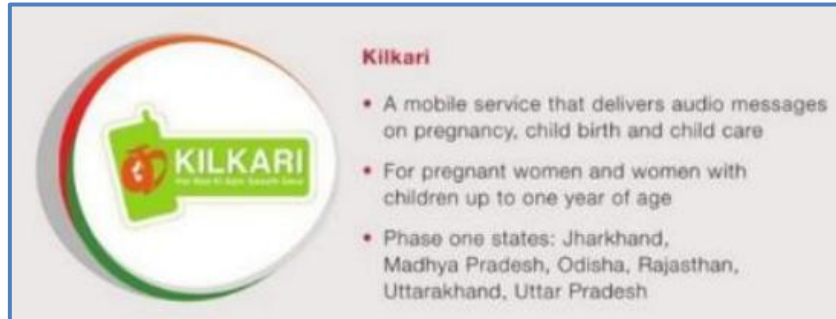 KILKARI
Kilkari
• A mobile service that delivers audio messages
on pregnancy, child birth and child care
• For pregnant women and women with
children up to one year of age
• Phase one states: Jharkhand,
Madhya Pradesh, Odisha, Rajasthan,
Uttarakhand, Uttar Pradesh